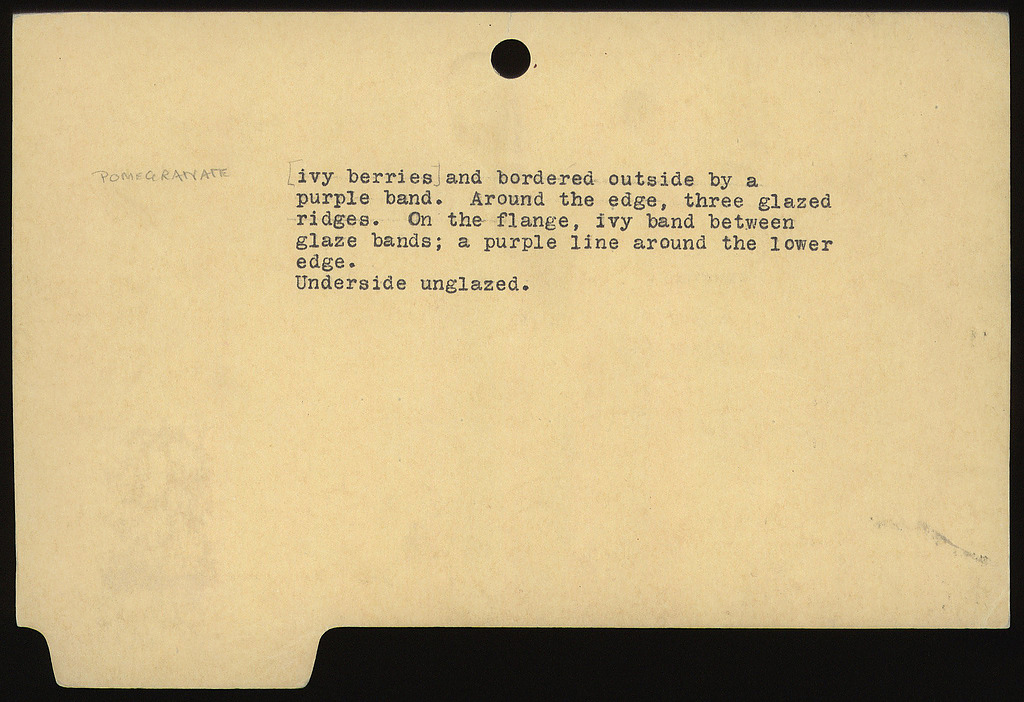 POMEGRANATE
[ivy berries] and bordered outside by a
purple band. Around the edge, three glazed
ridges. On the flange, ivy band between
glaze bands; a purple line around the lower
edge.
Underside unglazed.